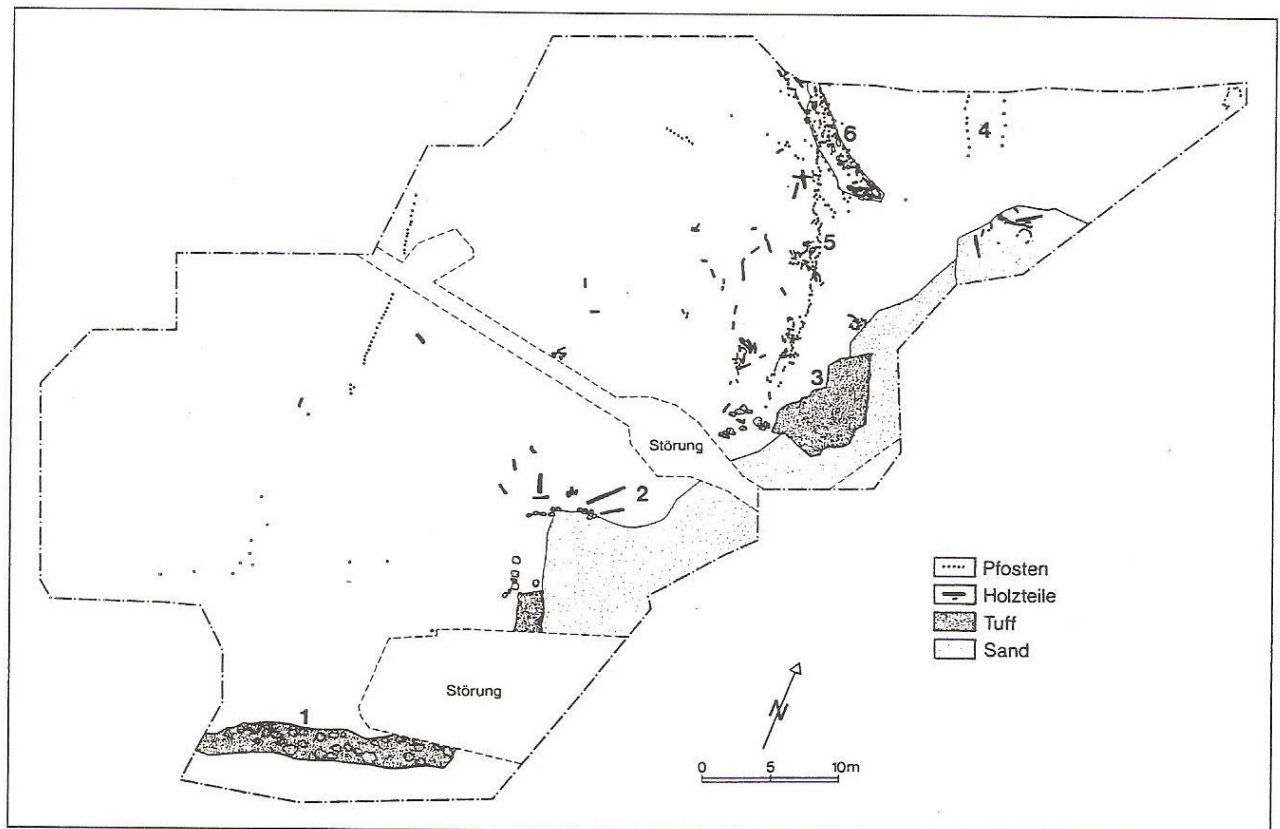 6
4
5
3
Störung
2
Pfosten
Holzteile
Tuff
Sand
Störung
1
N
0 5 10m